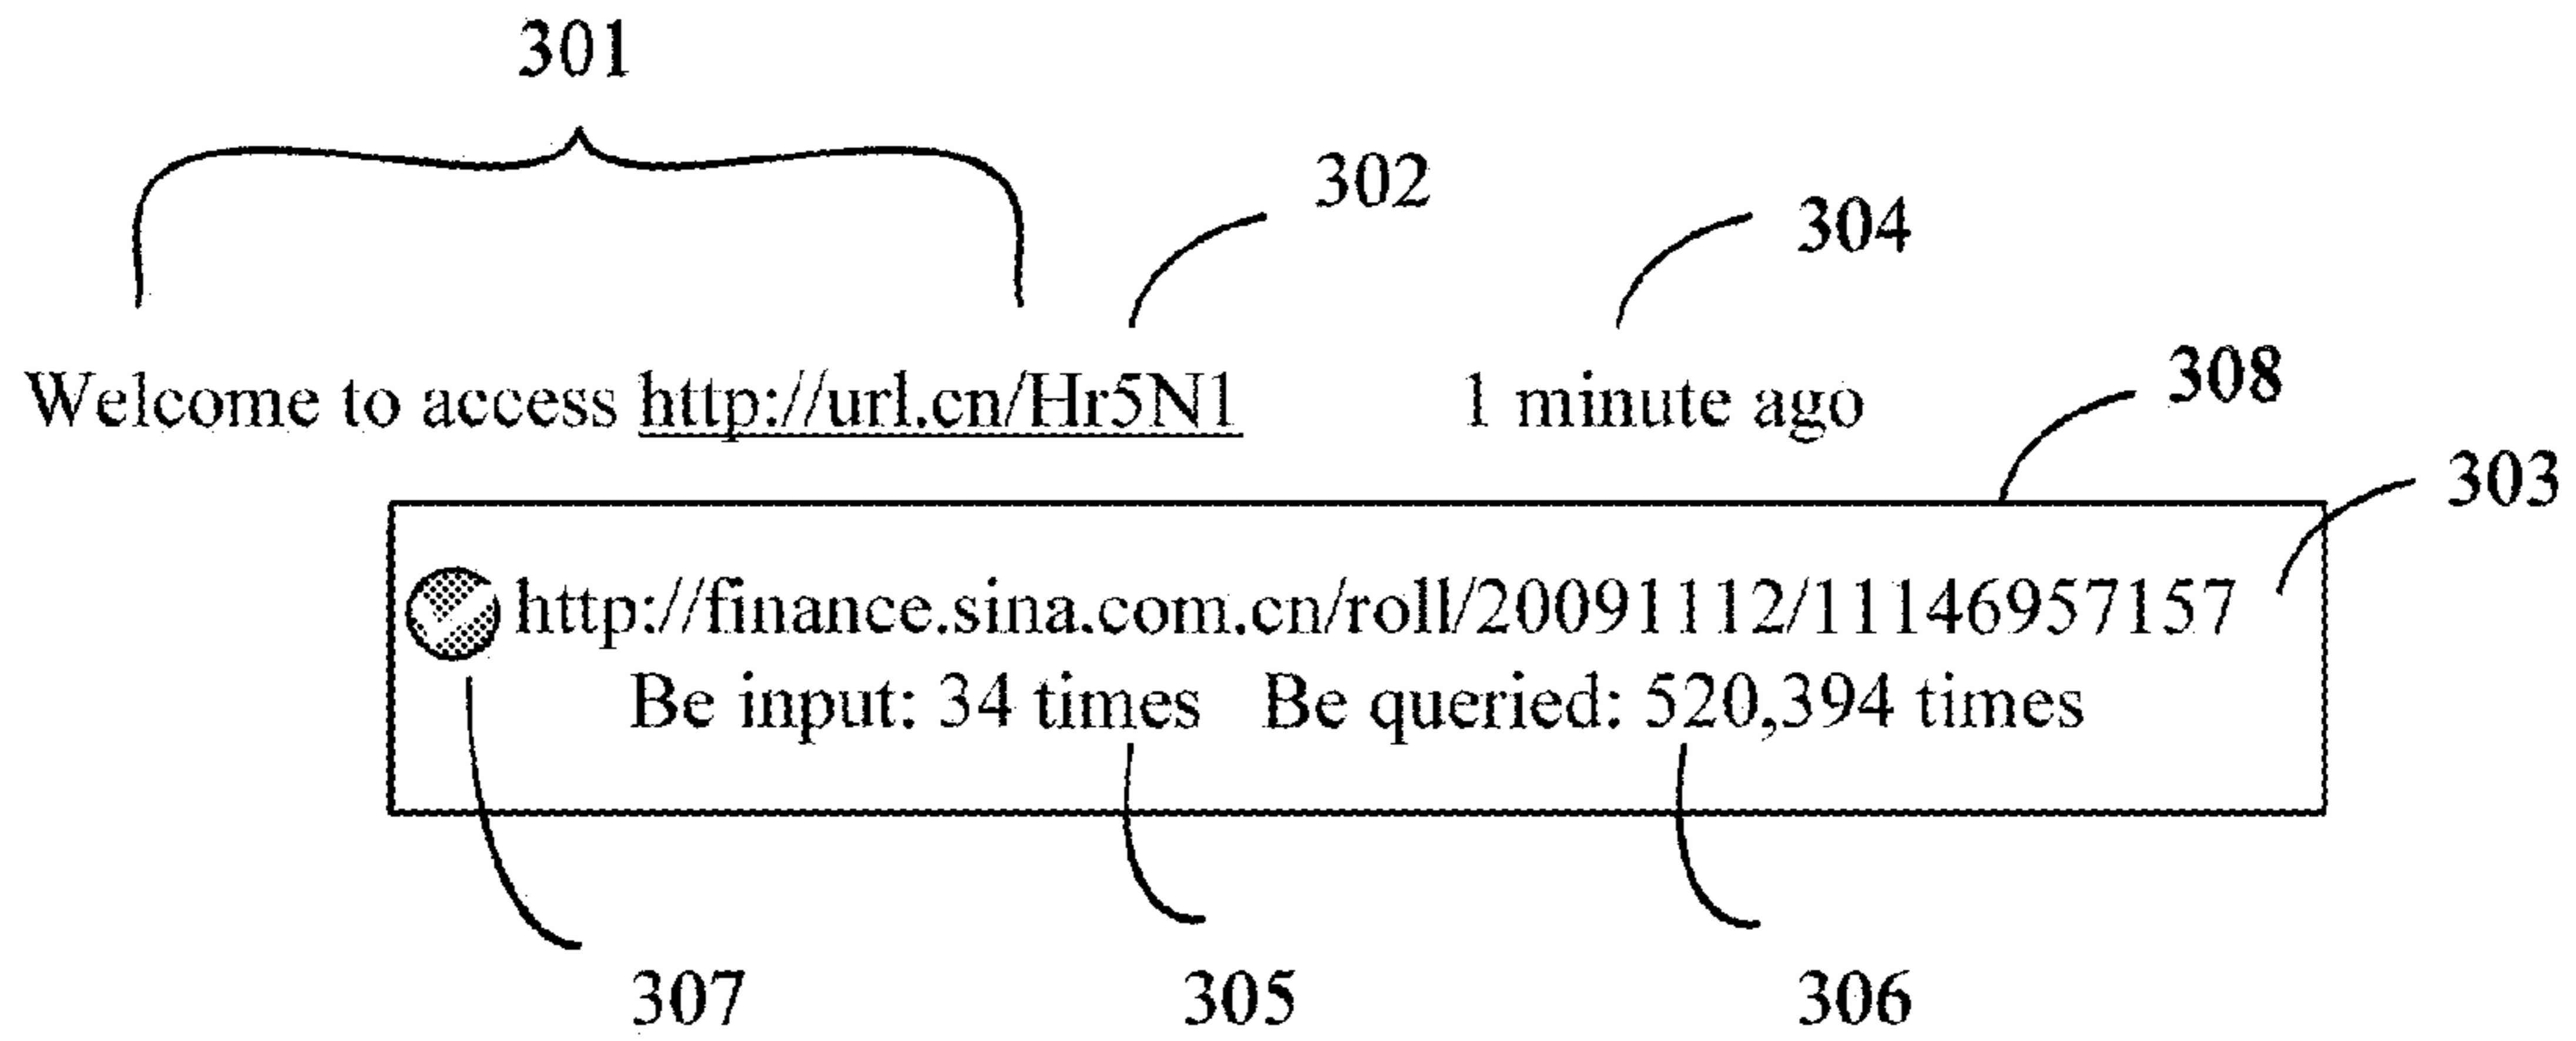 301
302
304
Welcome to access http://url.cn/Hr5N1 1 minute ago
308
303
http://finance.sina.com.cn/roll/20091112/11146957157
Be input: 34 times Be queried: 520,394 times
307 305 306